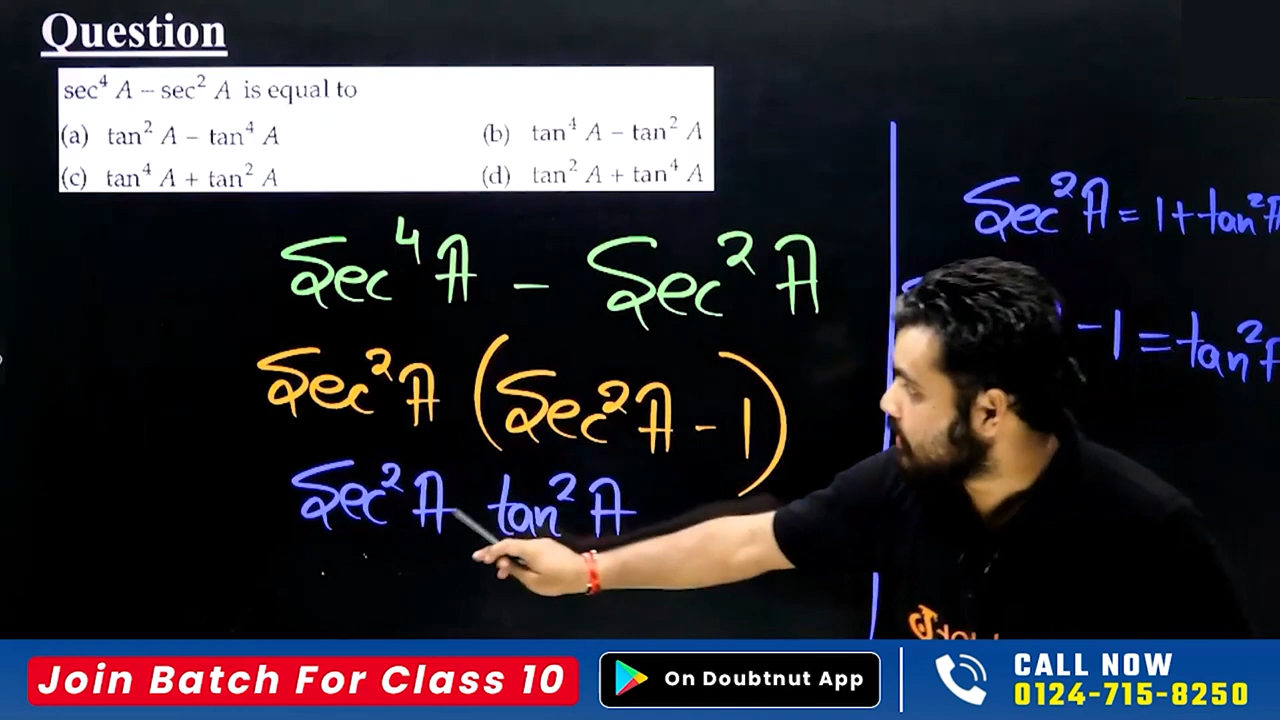 Question
sec⁴ A – sec² A is equal to
(a) tan² A – tan⁴ A
(b) tan⁴ A – tan² A
(c) tan⁴ A + tan² A
(d) tan² A + tan⁴ A
Sec⁴A – Sec²A
Sec²A (Sec²A – 1)
Sec²A tan²A
Sec²A = 1 + tan²A
– 1 = tan²A
Join Batch For Class 10
On Doubtnut App
CALL NOW
0124-715-8250